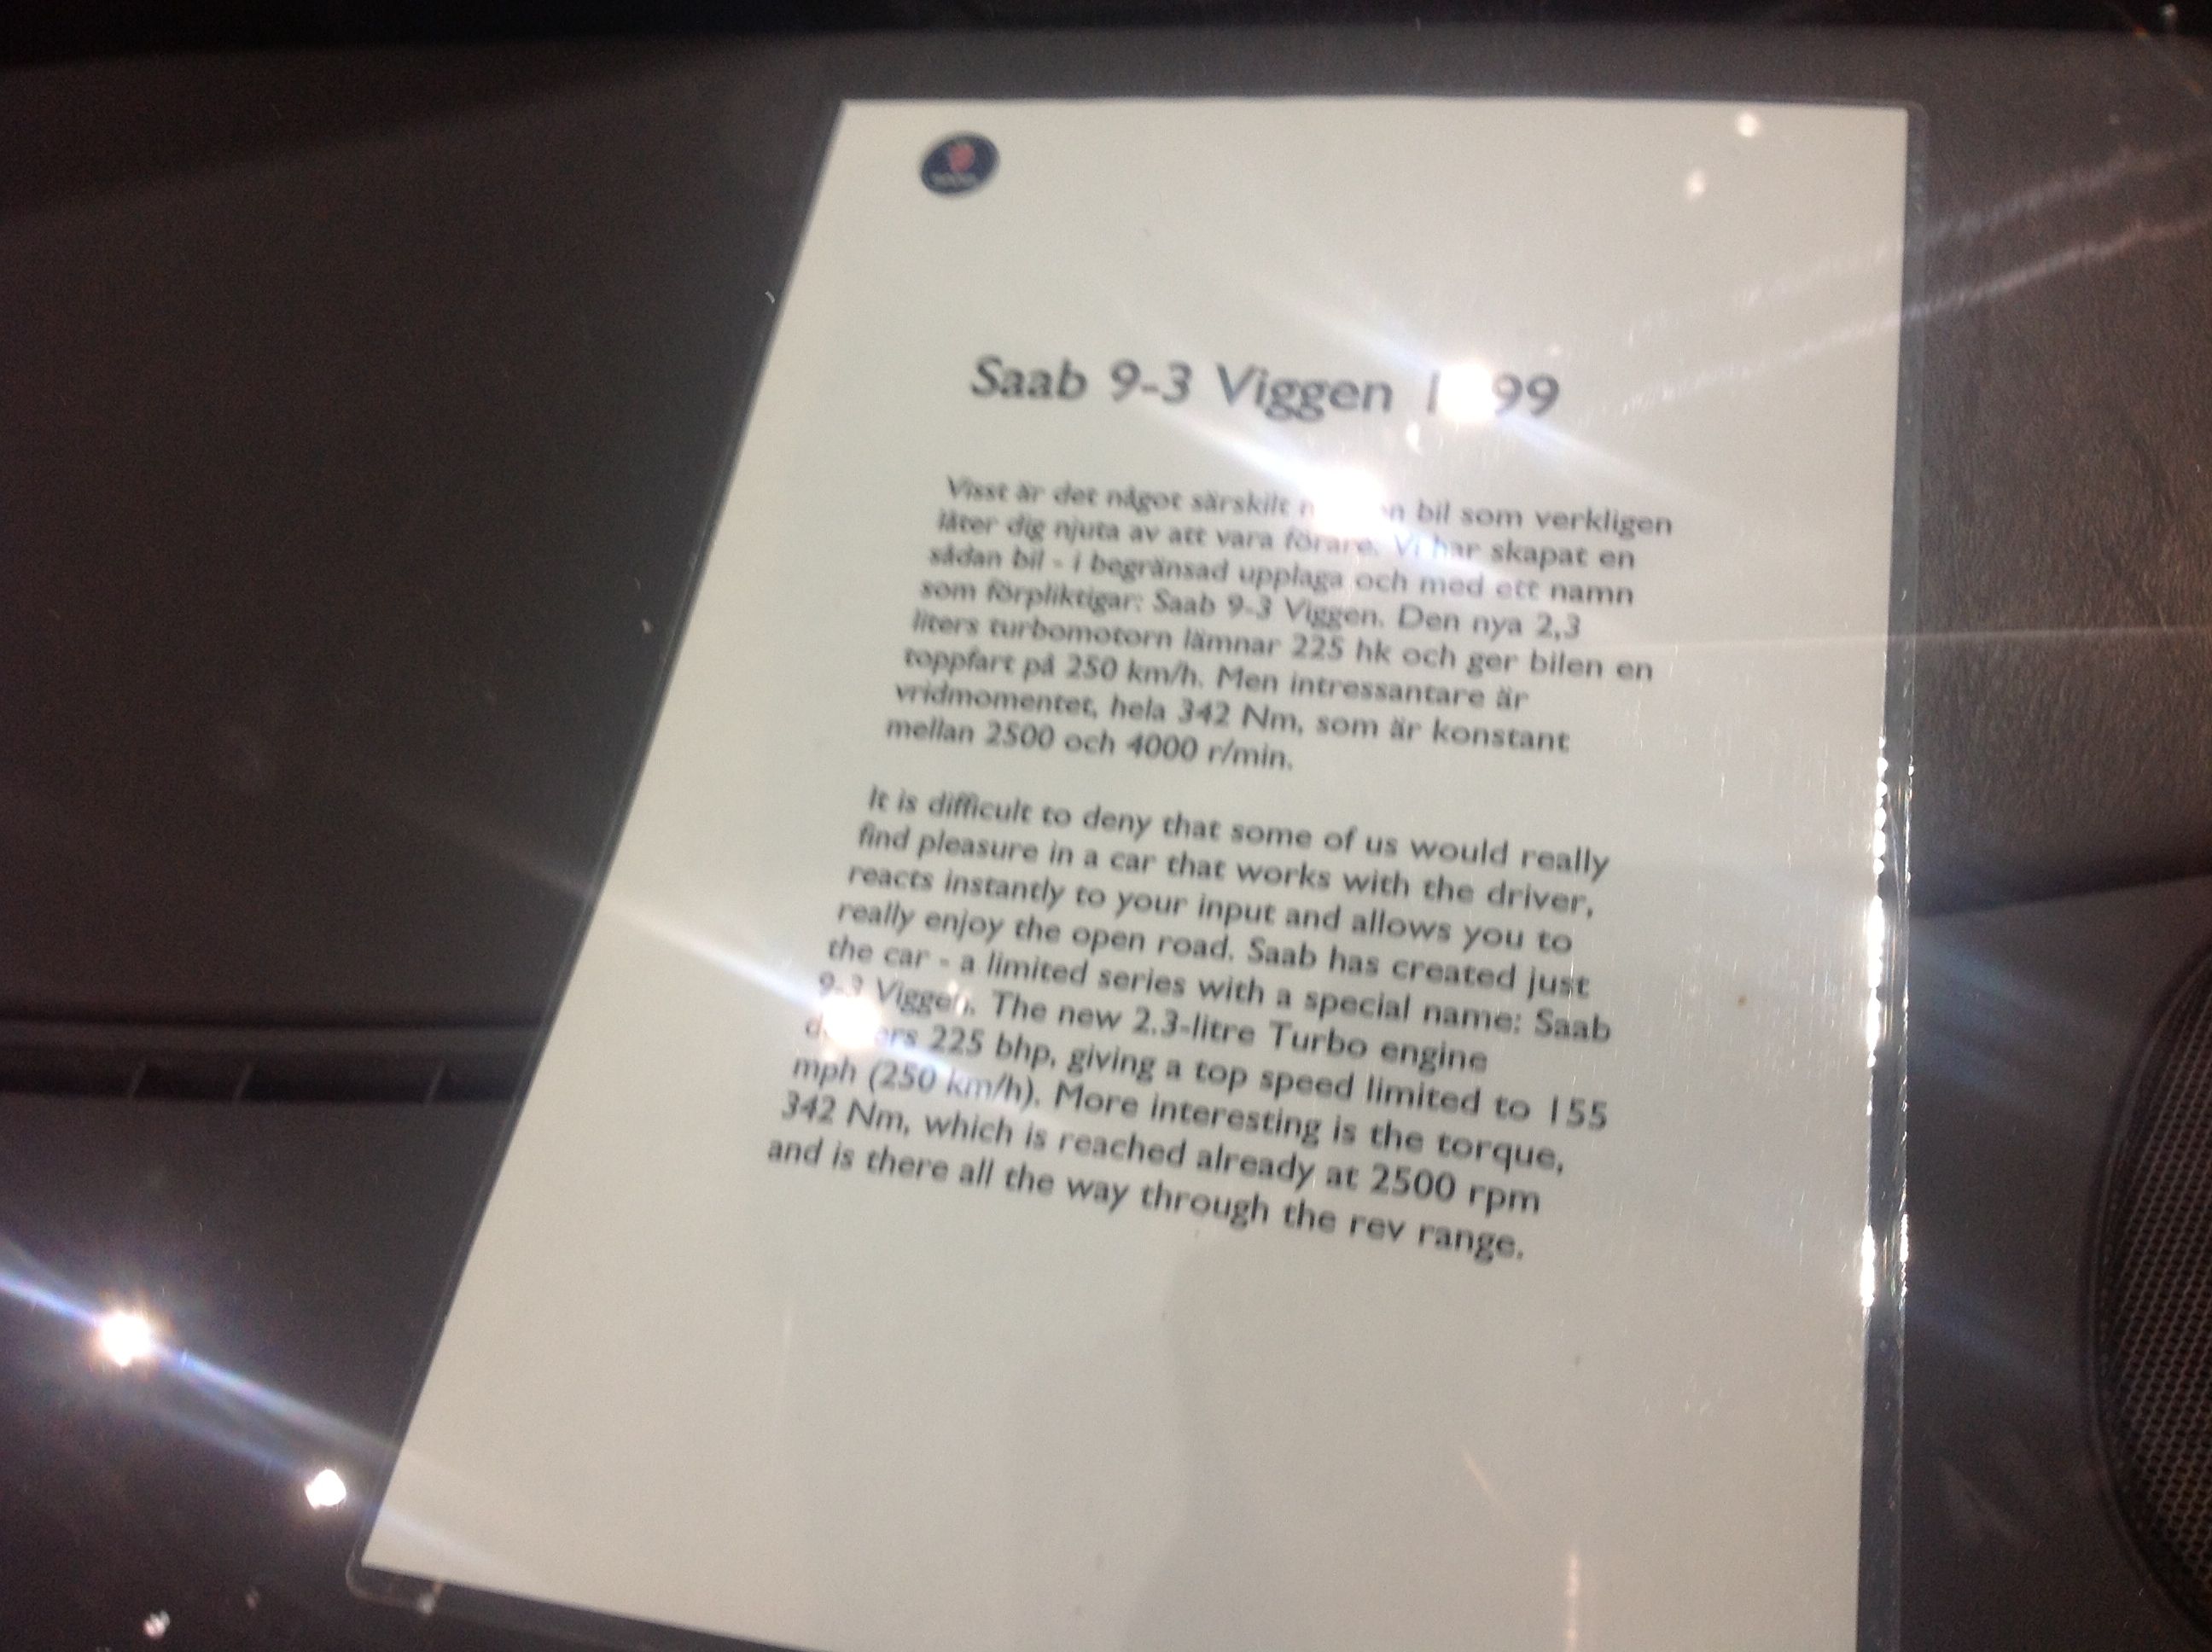 Saab 9-3 Viggen 99
Visst är det något särskilt bil som verkligen
låter dig njuta av att vara förare. Vi har skapat en
sådan bil - i begränsad upplaga och med ett namn
som förpliktigar: Saab 9-3 Viggen. Den nya 2,3
liters turbomotorn lämnar 225 hk och ger bilen en
toppfart på 250 km/h. Men intressantare är
vridmomentet, hela 342 Nm, som är konstant
mellan 2500 och 4000 r/min.
It is difficult to deny that some of us would really
find pleasure in a car that works with the driver,
reacts instantly to your input and allows you to
really enjoy the open road. Saab has created just
the car - a limited series with a special name: Saab
9-3 Viggen. The new 2.3-litre Turbo engine
225 bhp, giving a top speed limited to 155
mph (250 km/h). More interesting is the torque,
342 Nm, which is reached already at 2500 rpm
and is there all the way through the rev range.